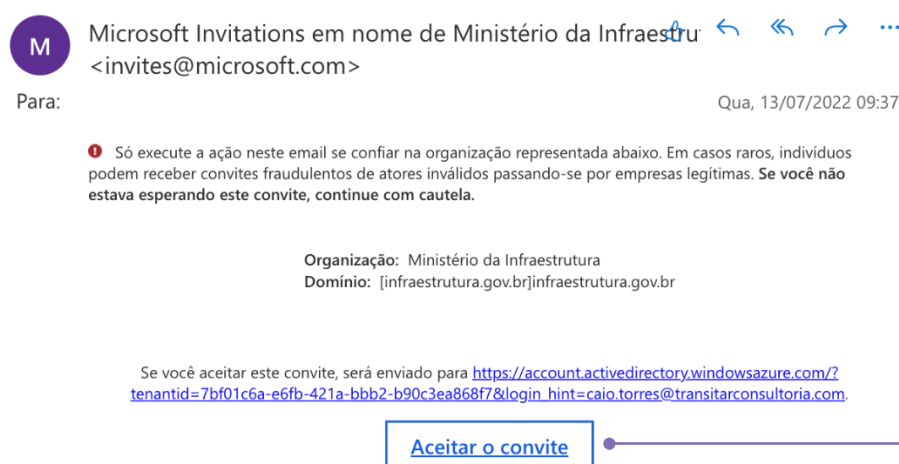 M
Microsoft Invitations em nome de Ministério da Infraestru
<invites@microsoft.com>
Para:
Qua, 13/07/2022 09:37
Só execute a ação neste email se confiar na organização representada abaixo. Em casos raros, indivíduos
podem receber convites fraudulentos de atores inválidos passando-se por empresas legítimas. Se você não
estava esperando este convite, continue com cautela.
Organização: Ministério da Infraestrutura
Domínio: [infraestrutura.gov.br]infraestrutura.gov.br
Se você aceitar este convite, será enviado para https://account.activedirectory.windowsazure.com/?
tenantid=7bf01c6a-e6fb-421a-bbb2-b90c3ea868f7&login_hint=caio.torres@transitarconsultoria.com.
Aceitar o convite